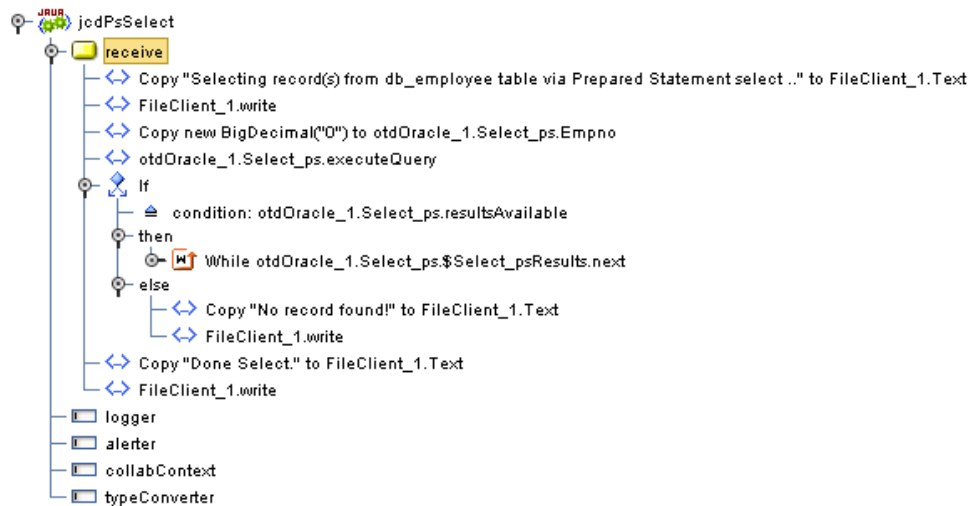 JAVA
jcdPsSelect
receive
Copy "Selecting record(s) from db_employee table via Prepared Statement select .." to FileClient_1.Text
FileClient_1.write
Copy new BigDecimal("0") to otdOracle_1.Select_ps.Empno
otdOracle_1.Select_ps.executeQuery
If
condition: otdOracle_1.Select_ps.resultsAvailable
then
W While otdOracle_1.Select_ps.$Select_psResults.next
else
Copy "No record found!" to FileClient_1.Text
FileClient_1.write
Copy "Done Select." to FileClient_1.Text
FileClient_1.write
logger
alerter
collabContext
typeConverter